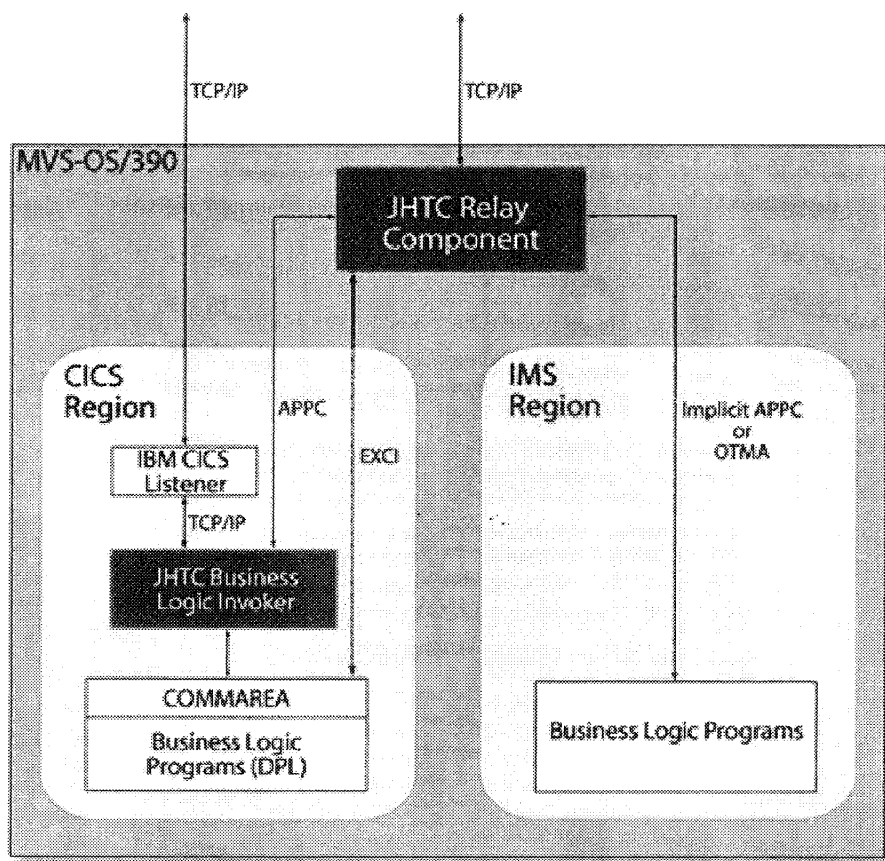 TCP/IP
TCP/IP
MVS-OS/390
JHTC Relay
Component
CICS
Region
IMS
Region
APPC
Implicit APPC
or
OTMA
IBM CICS
Listener
EXCI
TCP/IP
JHTC Business
Logic Invoker
COMMAREA
Business Logic
Programs (DPL)
Business Logic Programs